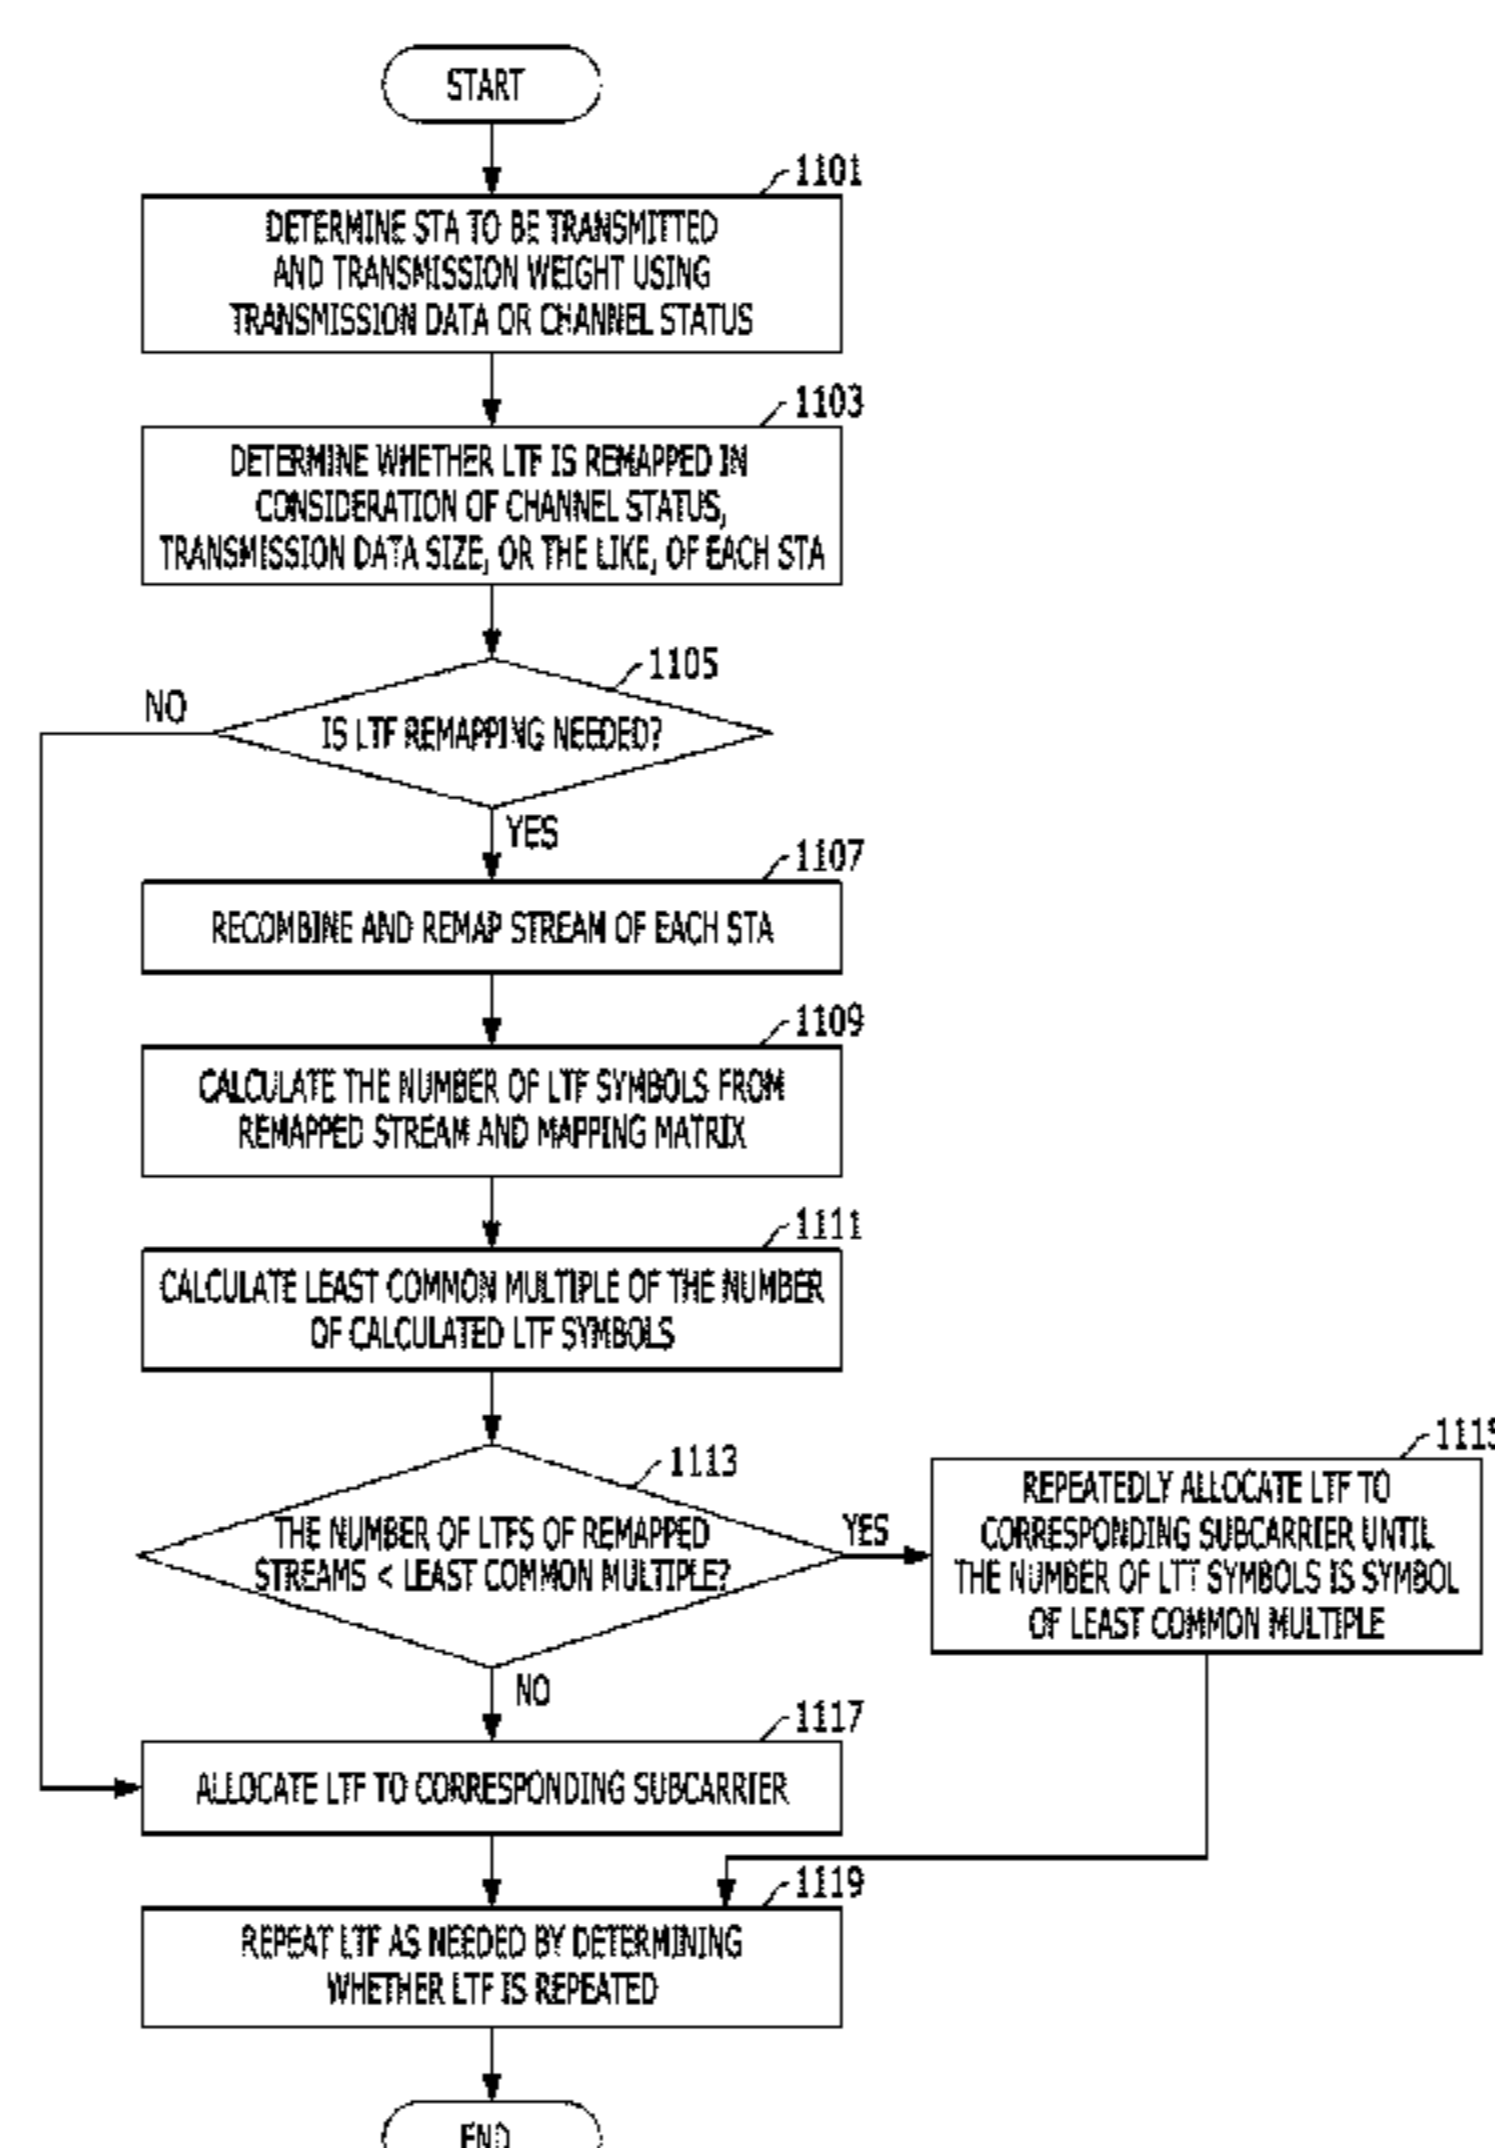 START
1101
DETERMINE STA TO BE TRANSMITTED
AND TRANSMISSION WEIGHT USING
TRANSMISSION DATA OR CHANNEL STATUS
1103
DETERMINE WHETHER LTF IS REMAPPED IN
CONSIDERATION OF CHANNEL STATUS,
TRANSMISSION DATA SIZE, OR THE LIKE, OF EACH STA
1105
NO
IS LTF REMAPPING NEEDED?
YES
1107
RECOMBINE AND REMAP STREAM OF EACH STA
1109
CALCULATE THE NUMBER OF LTF SYMBOLS FROM
REMAPPED STREAM AND MAPPING MATRIX
1111
CALCULATE LEAST COMMON MULTIPLE OF THE NUMBER
OF CALCULATED LTF SYMBOLS
1113
THE NUMBER OF LTFS OF REMAPPED
STREAMS < LEAST COMMON MULTIPLE?
YES
1115
REPEATEDLY ALLOCATE LTF TO
CORRESPONDING SUBCARRIER UNTIL
THE NUMBER OF LTT SYMBOLS IS SYMBOL
OF LEAST COMMON MULTIPLE
NO
1117
ALLOCATE LTF TO CORRESPONDING SUBCARRIER
1119
REPEAT LTF AS NEEDED BY DETERMINING
WHETHER LTF IS REPEATED
END